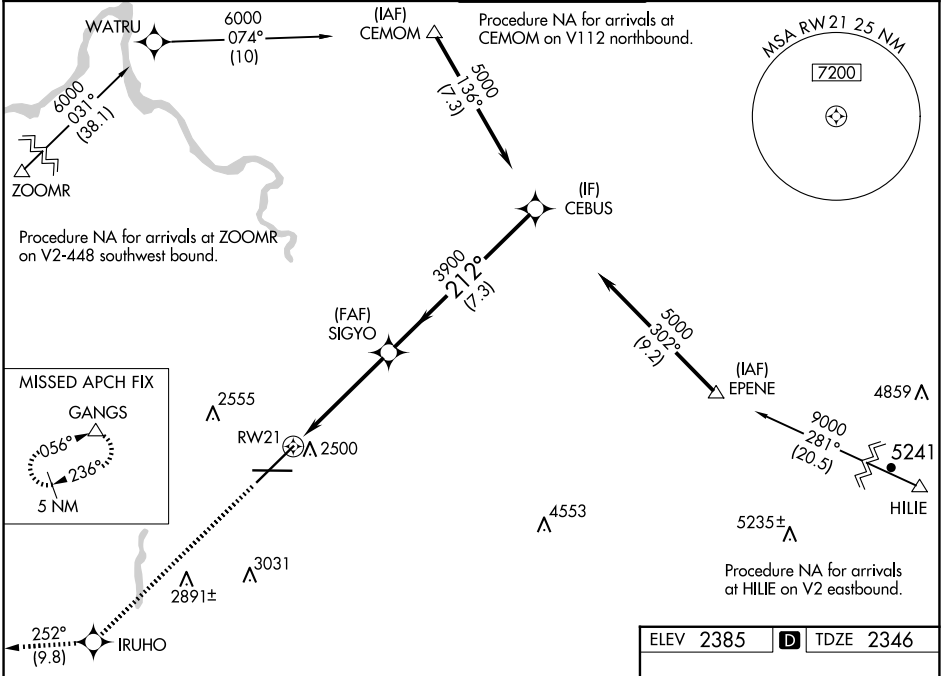 WATRU
6000
074°
(10)
(IAF)
CEMOM
Procedure NA for arrivals at
CEMOM on V112 northbound.
MSA RW 21 25 NM
7200
6000
031°
(38.1)
ZOOMR
5000
136°
(7.3)
(IF)
CEBUS
Procedure NA for arrivals at ZOOMR
on V2-448 southwest bound.
3900
212°
(7.3)
(FAF)
SIGYO
5000
302°
(9.2)
(IAF)
EPENE
4859
MISSED APCH FIX
GANGS
056°
236°
5 NM
2555
RW21
2500
9000
281°
(20.5)
5241
HILIE
4553
5235±
3031
2891±
Procedure NA for arrivals
at HILIE on V2 eastbound.
252°
(9.8)
IRUHO
ELEV 2385 D TDZE 2346